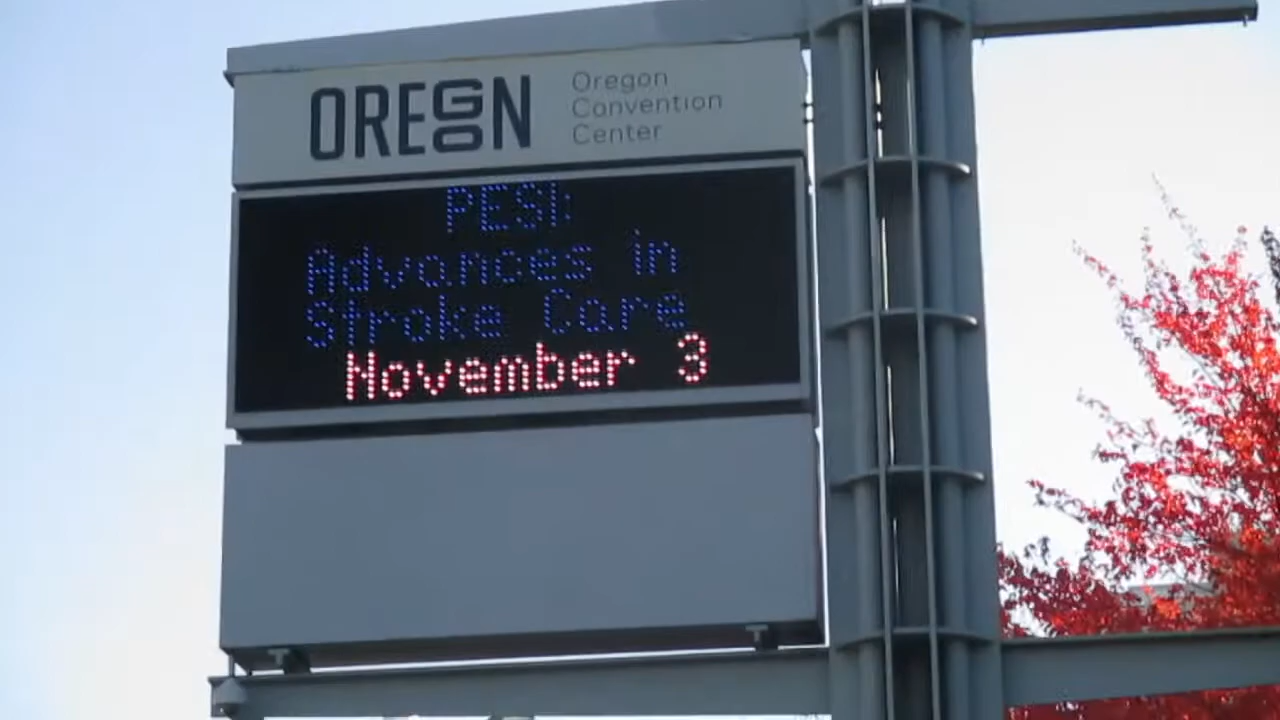 OREGON
Oregon
Convention
Center
PESI:
Advances in
Stroke Care
November 3